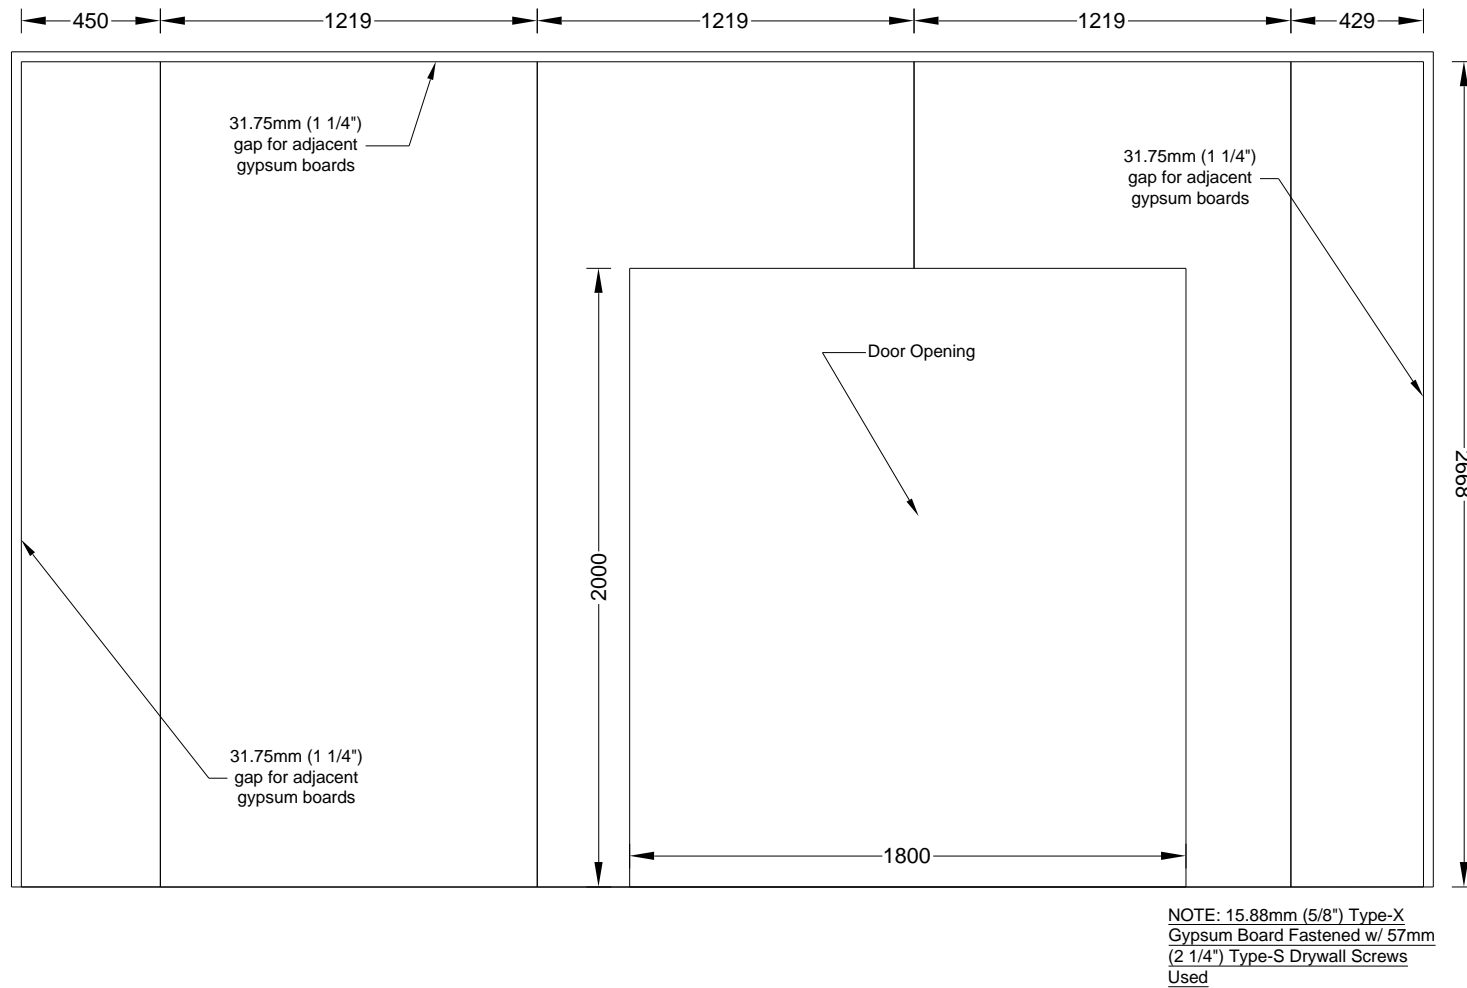 450
1219
1219
1219
429
31.75mm (1 1/4")
gap for adjacent
gypsum boards
31.75mm (1 1/4")
gap for adjacent
gypsum boards
Door Opening
2668
2000
31.75mm (1 1/4")
gap for adjacent
gypsum boards
1800
NOTE: 15.88mm (5/8") Type-X
Gypsum Board Fastened w/ 57mm
(2 1/4") Type-S Drywall Screws
Used